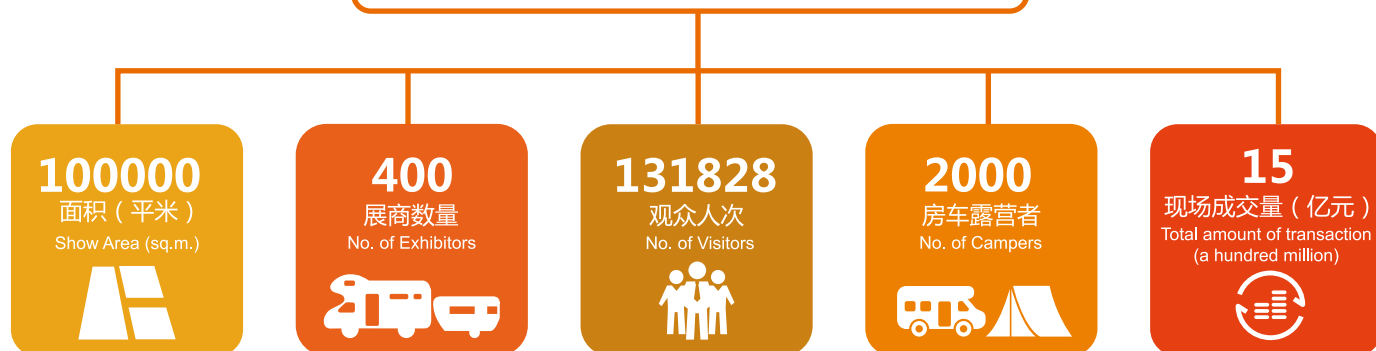 100000
面积（平米）
Show Area (sq.m.)
400
展商数量
No. of Exhibitors
131828
观众人次
No. of Visitors
2000
房车露营者
No. of Campers
15
现场成交量（亿元）
Total amount of transaction
(a hundred million)